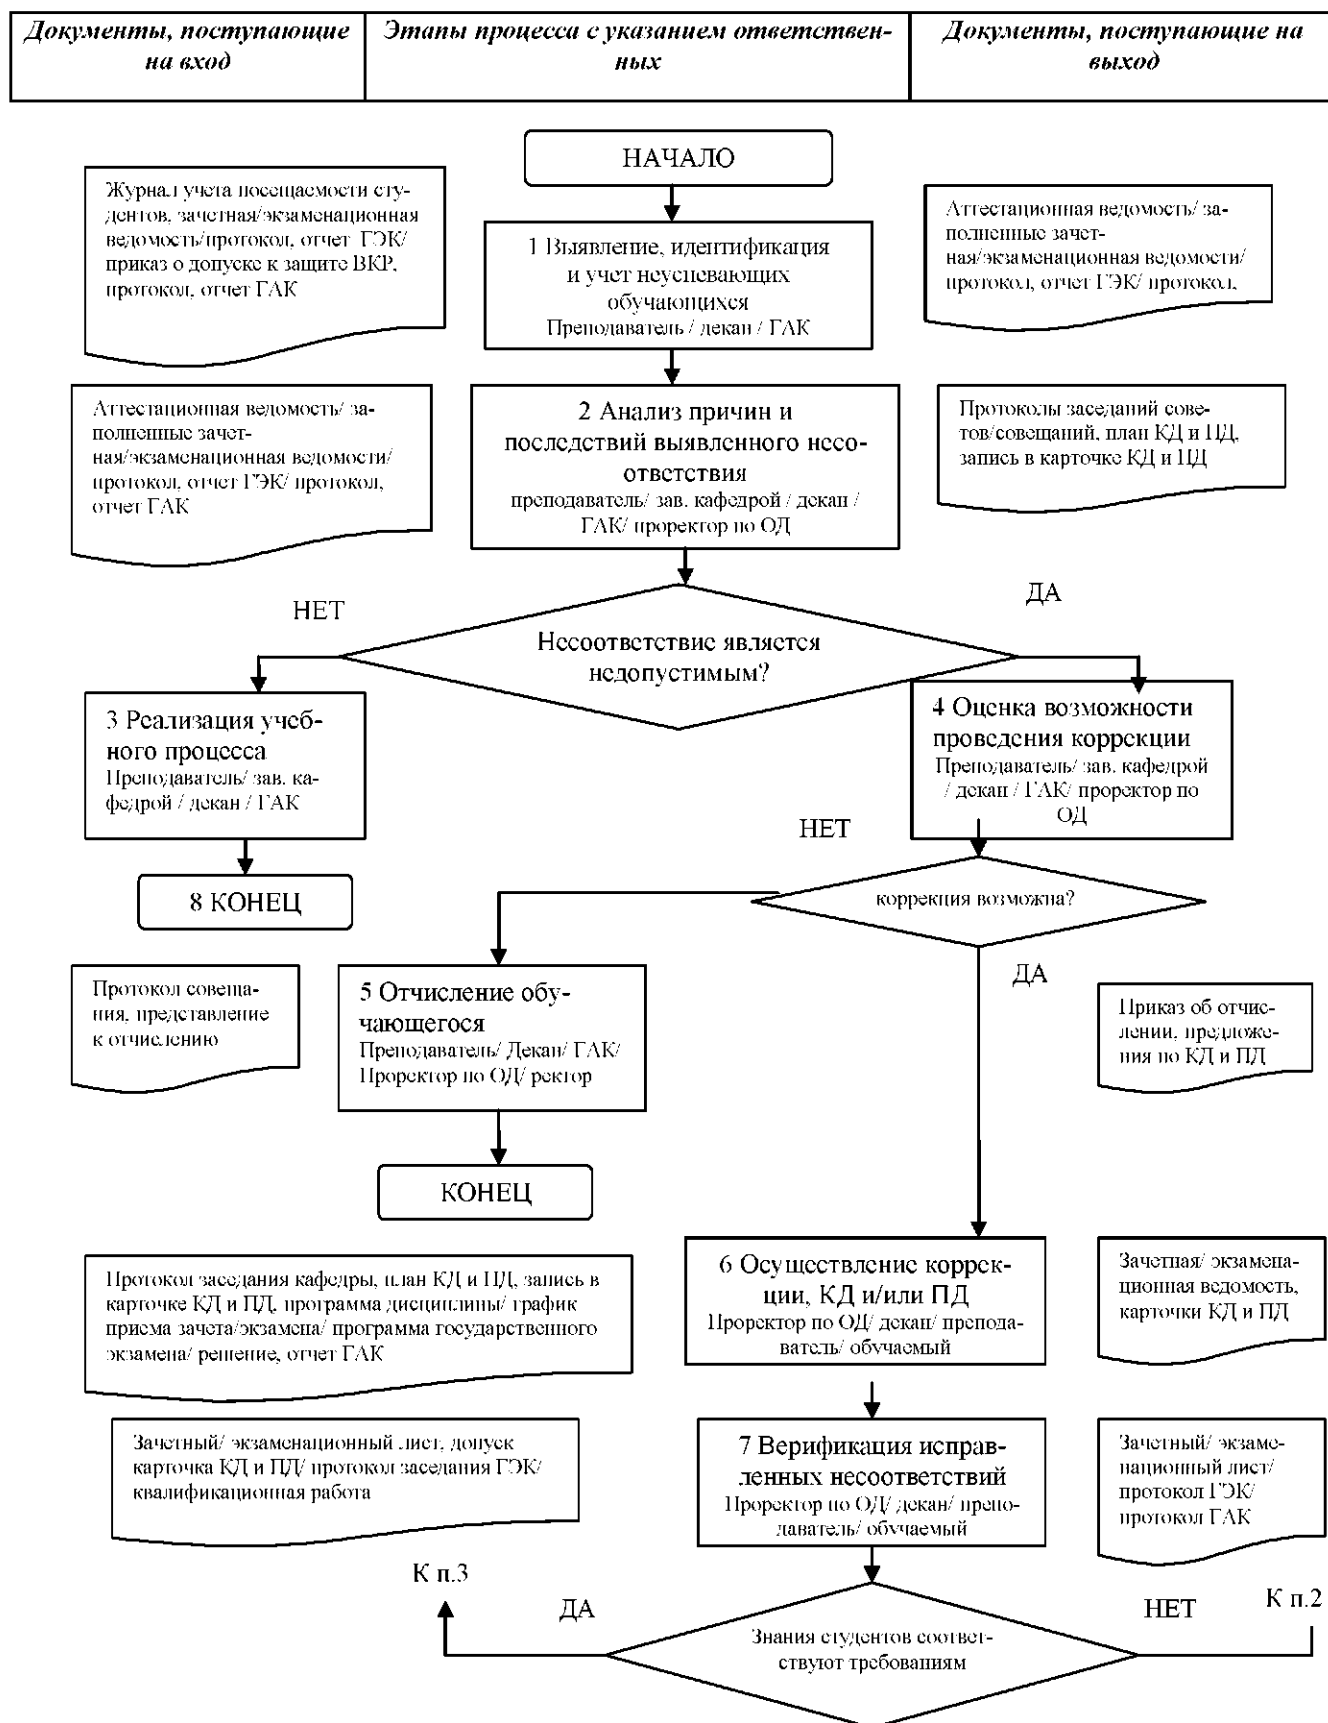 Документы, поступающие
на вход
Этапы процесса с указанием ответствен-
ных
Документы, поступающие на
выход
НАЧАЛО
Журнал учета посещаемости сту-
дентов, зачетная/экзаменационная
ведомость/протокол, отчет ГЭК/
приказ о допуске к защите ВКР,
протокол, отчет ГАК
1 Выявление, идентификация
и учет неуспевающих
обучающихся
Преподаватель / декан / ГАК
Аттестационная ведомость/ за-
полненные зачет-
ная/экзаменационная ведомости/
протокол, отчет ГЭК/ протокол,
Аттестационная ведомость/ за-
полненные зачет-
ная/экзаменационная ведомости/
протокол, отчет ГЭК/ протокол,
отчет ГАК
2 Анализ причин и
последствий выявленного несо-
ответствия
преподаватель/ зав. кафедрой / декан /
ГАК/ проректор по ОД
Протоколы заседаний сове-
тов/совещаний, план КД и ПД,
запись в карточке КД и ПД
НЕТ
ДА
Несоответствие является
недопустимым?
3 Реализация учеб-
ного процесса
Преподаватель/ зав. ка-
федрой / декан / ГАК
4 Оценка возможности
проведения коррекции
Преподаватель/ зав. кафедрой
/ декан / ГАК/ проректор по
ОД
НЕТ
8 КОНЕЦ
коррекция возможна?
ДА
Протокол совеща-
ния, представление
к отчислению
5 Отчисление обу-
чающегося
Преподаватель/ Декан/ ГАК/
Проректор по ОД/ ректор
Приказ об отчис-
лении, предложе-
ния по КД и ПД
КОНЕЦ
Протокол заседания кафедры, план КД и ПД, запись в
карточке КД и ПД, программа дисциплины/ график
приема зачета/экзамена/ программа государственного
экзамена/ решение, отчет ГАК
6 Осуществление коррек-
ции, КД и/или ПД
Проректор по ОД/ декан/ препода-
ватель/ обучаемый
Зачетная/ экзамена-
ционная ведомость,
карточки КД и ПД
Зачетный/ экзаменационный лист, допуск
карточка КД и ПД/ протокол заседания ГЭК/
квалификационная работа
7 Верификация исправ-
ленных несоответствий
Проректор по ОД/ декан/ препо-
даватель/ обучаемый
Зачетный/ экзаме-
национный лист/
протокол ГЭК/
протокол ГАК
К п.3
ДА
НЕТ
К п.2
Знания студентов соответ-
ствуют требованиям